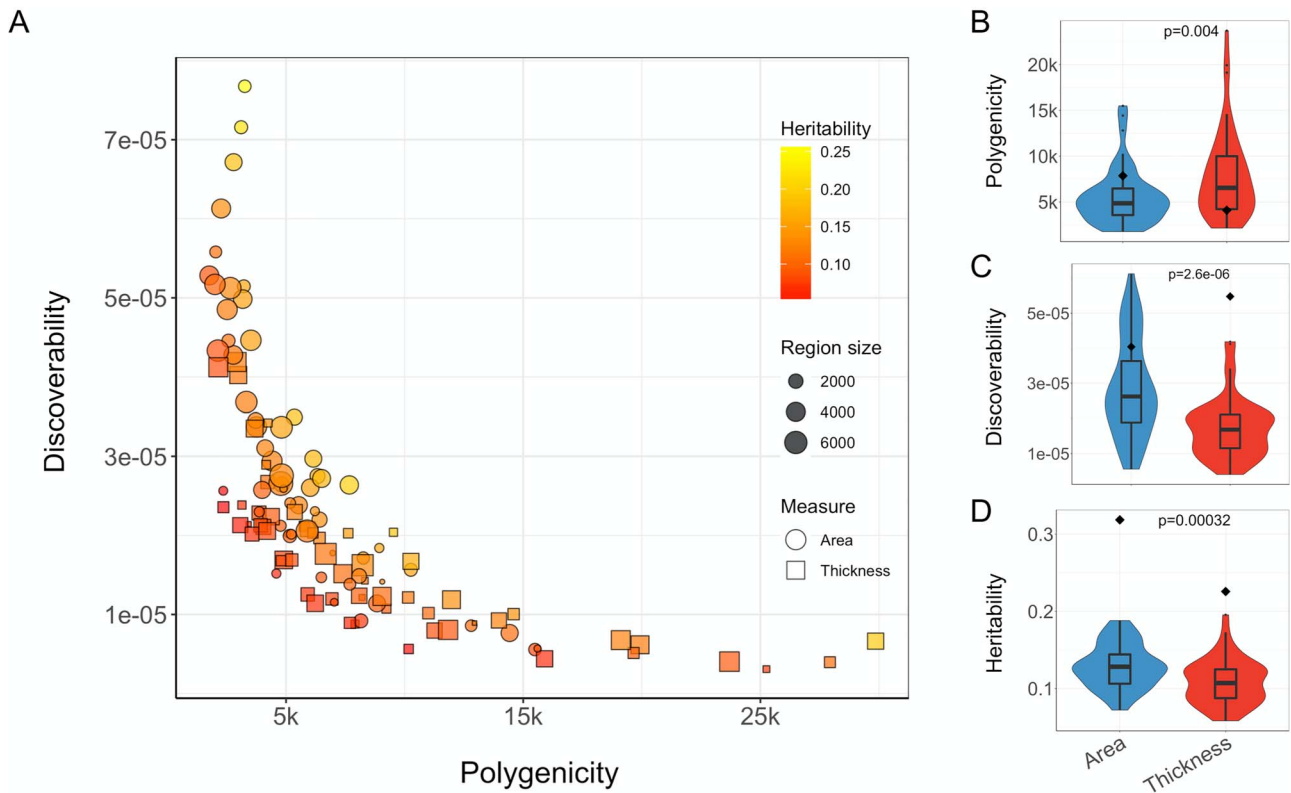 A
7e-05
5e-05
3e-05
1e-05
Discoverability
5k
15k
25k
Polygenicity
Heritability
0.25
0.20
0.15
0.10
Region size
2000
4000
6000
Measure
Area
Thickness
B
p=0.004
20k
15k
10k
5k
Polygenicity
C
p=2.6e-06
5e-05
3e-05
1e-05
Discoverability
D
p=0.00032
0.3
0.2
0.1
Heritability
Area
Thickness